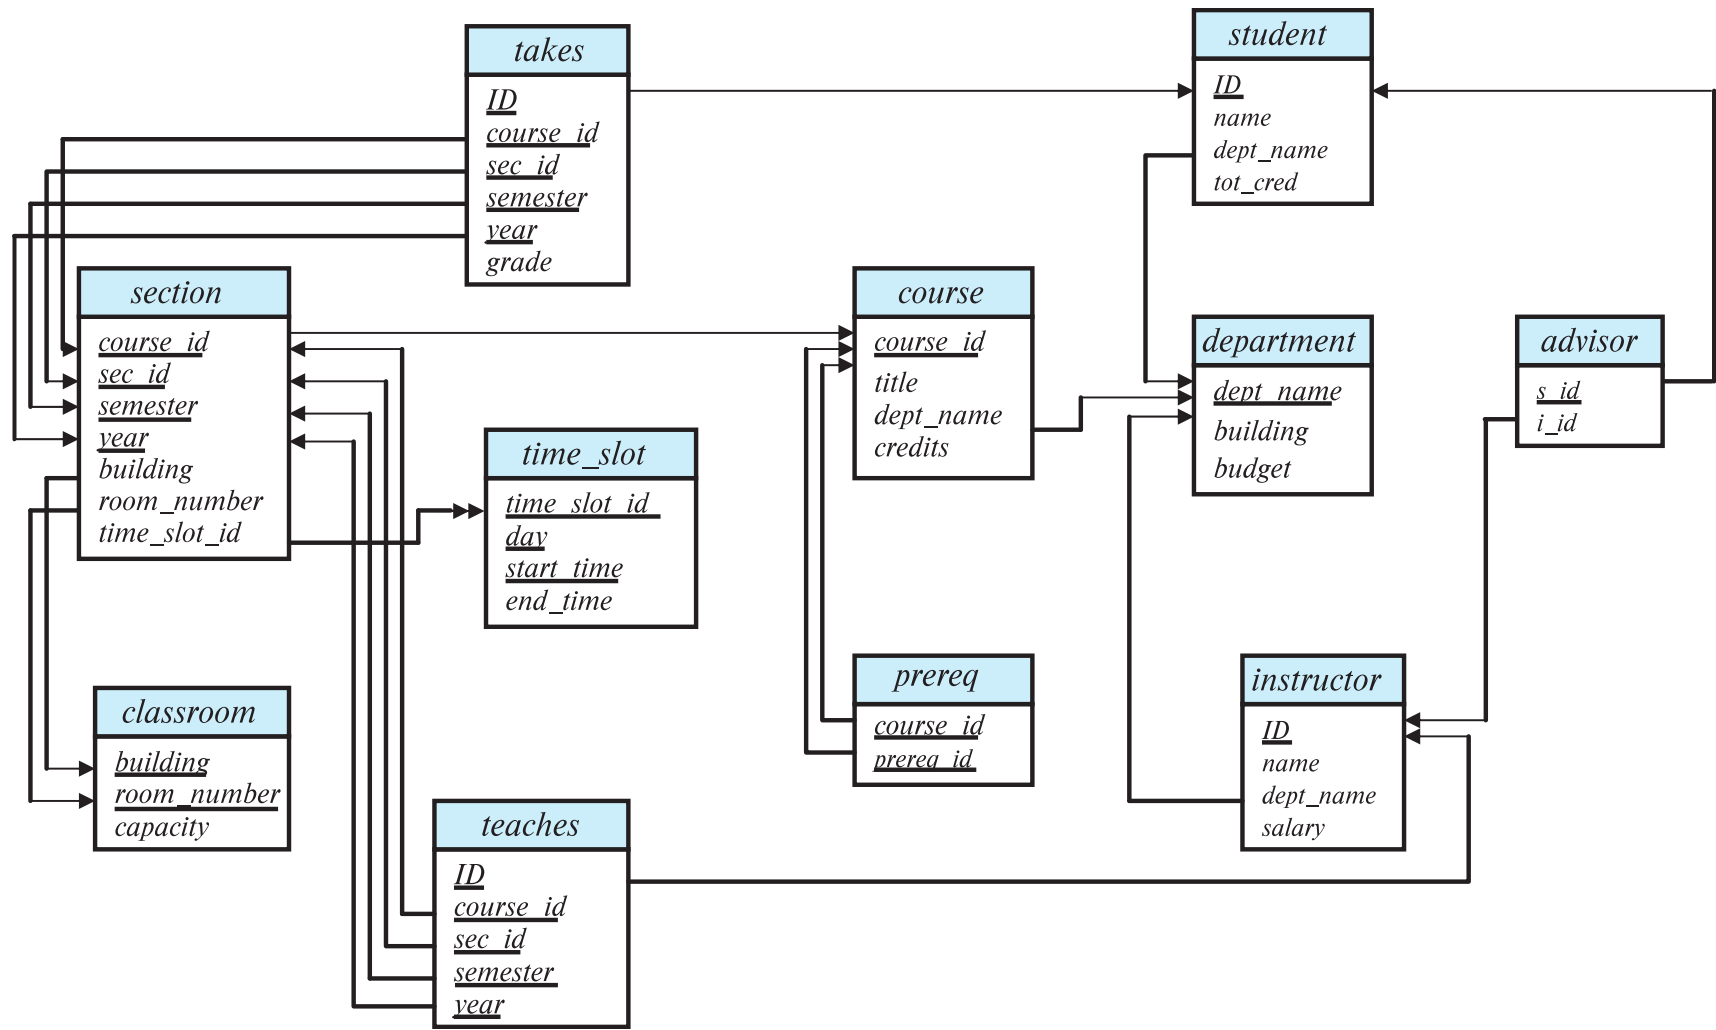 takes
ID
course_id
sec_id
semester
year
grade
student
ID
name
dept_name
tot_cred
section
course_id
sec_id
semester
year
building
room_number
time_slot_id
course
course_id
title
dept_name
credits
department
dept_name
building
budget
advisor
s_id
i_id
time_slot
time_slot_id
day
start_time
end_time
prereq
course_id
prereq_id
instructor
ID
name
dept_name
salary
classroom
building
room_number
capacity
teaches
ID
course_id
sec_id
semester
year